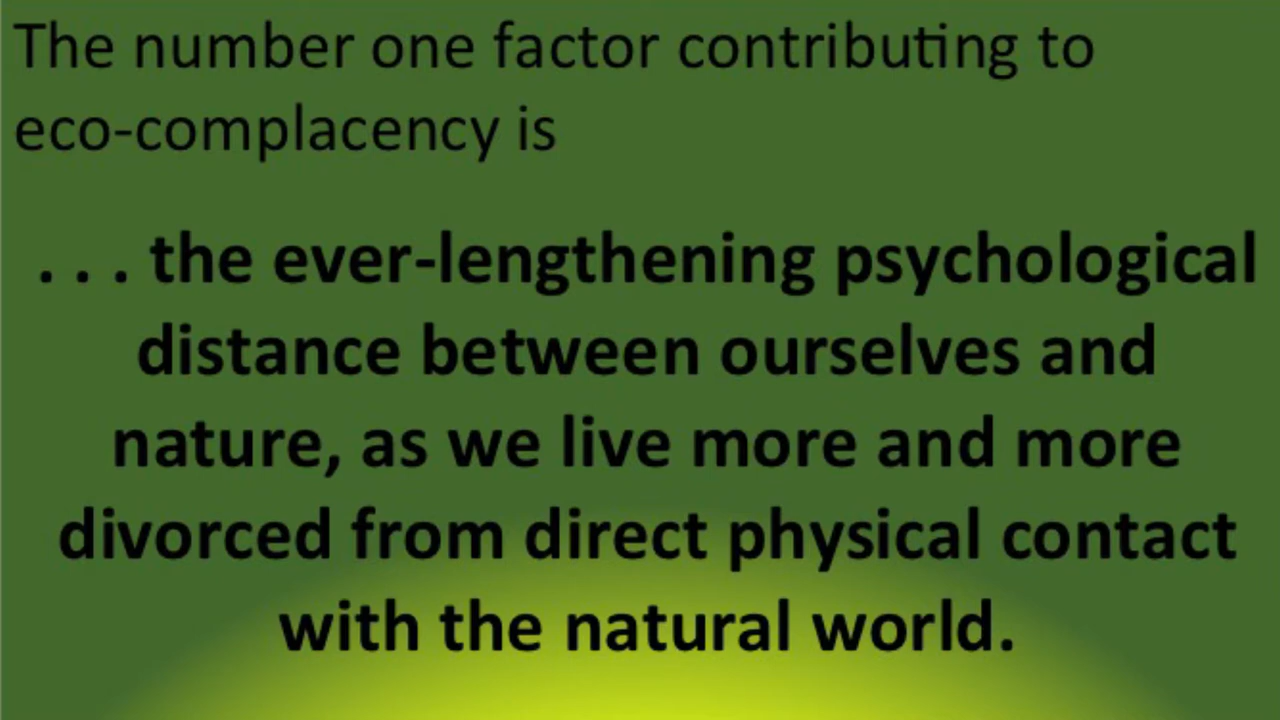 The number one factor contributing to
eco-complacency is
. . . the ever-lengthening psychological
distance between ourselves and
nature, as we live more and more
divorced from direct physical contact
with the natural world.